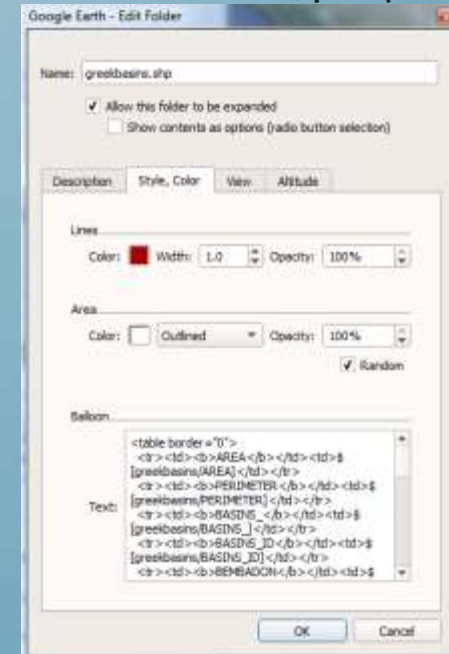 Google Earth - Edit Folder
Name: greekbasins.shp
Allow this folder to be expanded
Show contents as options (radio button selection)
Description Style, Color View Altitude
Lines
Color: Width: 1.0 Opacity: 100%
Area
Color: Outlined Opacity: 100%
Random
Balloon
Text:
<table border="0">
<tr><td><b>AREA</b></td><td>$
[greekbasins/AREA]</td></tr>
<tr><td><b>PERIMETER</b></td><td>$
[greekbasins/PERIMETER]</td></tr>
<tr><td><b>BASINS_</b></td><td>$
[greekbasins/BASINS_]</td></tr>
<tr><td><b>BASINS_ID</b></td><td>$
[greekbasins/BASINS_ID]</td></tr>
<tr><td><b>BEMBADON</b></td><td>$
OK Cancel